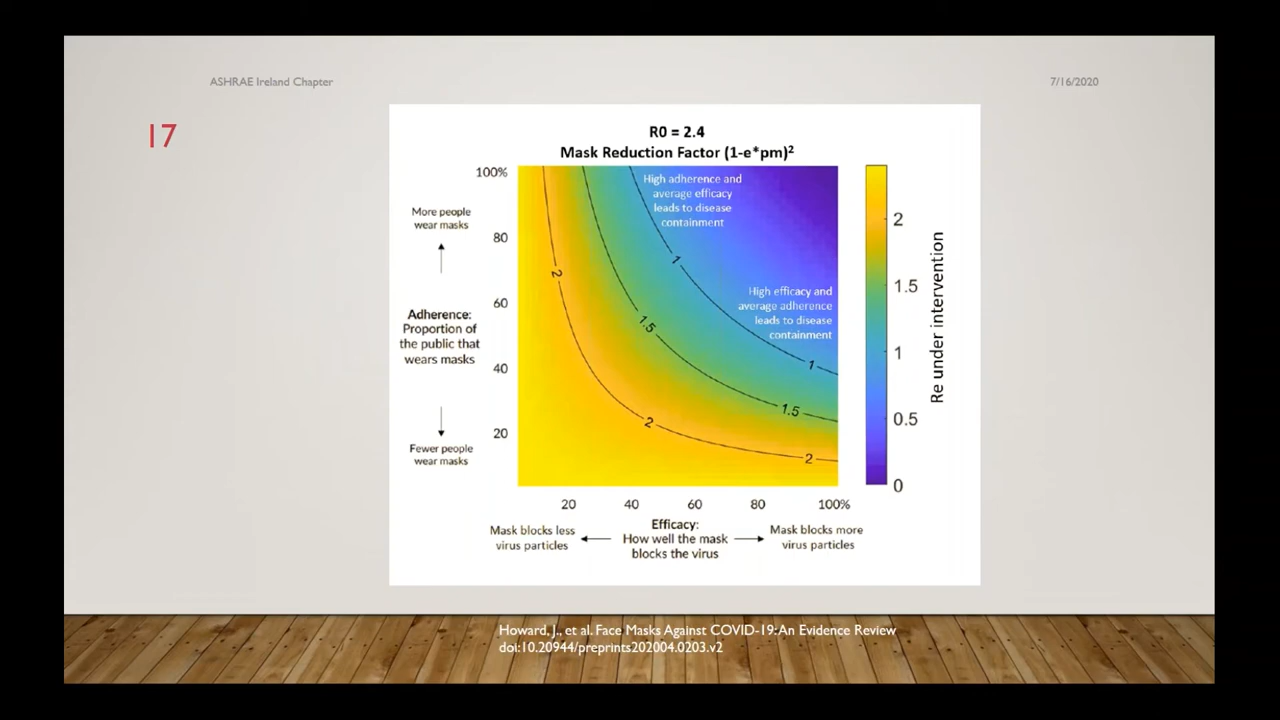 ASHRAE Ireland Chapter
7/16/2020
17
R0 = 2.4
Mask Reduction Factor (1-e*pm)²
100%
80
60
40
20
More people
wear masks
Adherence:
Proportion of
the public that
wears masks
Fewer people
wear masks
High adherence and
average efficacy
leads to disease
containment
High efficacy and
average adherence
leads to disease
containment
1
1
1.5
1.5
2
2
2
2
1.5
1
0.5
0
Re under intervention
20
40
60
80
100%
Mask blocks less
virus particles
Efficacy:
How well the mask
blocks the virus
Mask blocks more
virus particles
Howard, J., et al. Face Masks Against COVID-19: An Evidence Review
doi:10.20944/preprints202004.0203.v2